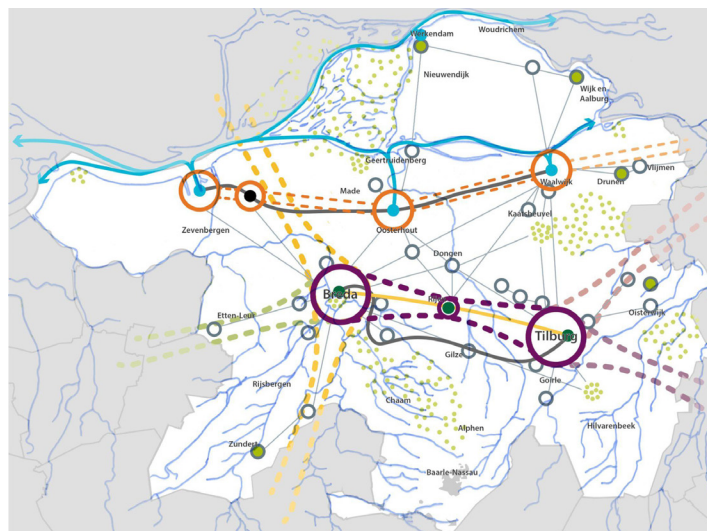 Woudrichem
Werkendam
Nieuwendijk
Wijk en
Aalburg
Geertruidenberg
Made
Waalwijk
Vlijmen
Drunen
Zevenbergen
Oosterhout
Kaatsheuvel
Dongen
Breda
Rijen
Etten-Leur
Oisterwijk
Tilburg
Gilze
Goirle
Rijsbergen
Chaam
Alphen
Hilvarenbeek
Zundert
Baarle-Nassau